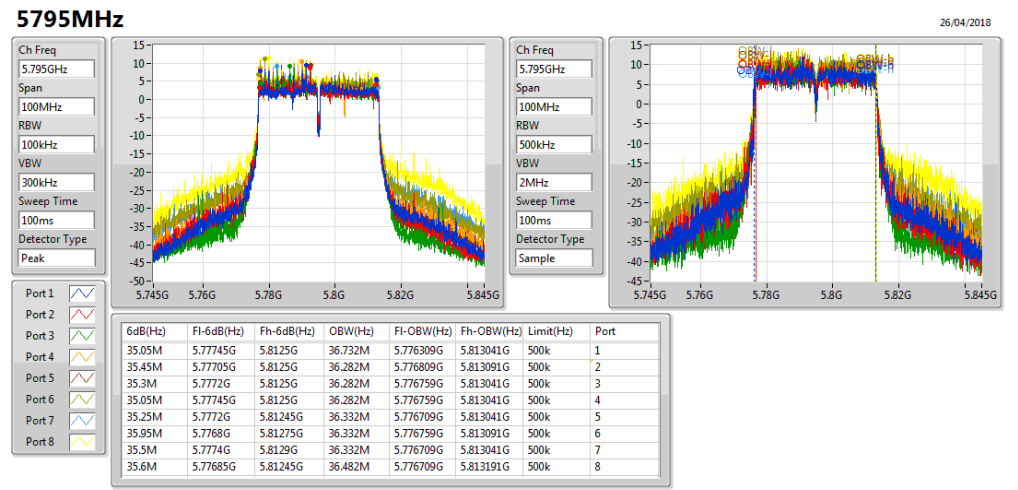 5795MHz
26/04/2018
Ch Freq
5.795GHz
Span
100MHz
RBW
100kHz
VBW
300kHz
Sweep Time
100ms
Detector Type
Peak
15
10
5
0
-5
-10
-15
-20
-25
-30
-35
-40
-45
-50
5.745G 5.76G 5.78G 5.8G 5.82G 5.845G
Ch Freq
5.795GHz
Span
100MHz
RBW
500kHz
VBW
2MHz
Sweep Time
100ms
Detector Type
Sample
15
10
5
0
-5
-10
-15
-20
-25
-30
-35
-40
-45
5.745G 5.76G 5.78G 5.8G 5.82G 5.845G
Port 1
Port 2
Port 3
Port 4
Port 5
Port 6
Port 7
Port 8
6dB(Hz) Fl-6dB(Hz) Fh-6dB(Hz) OBW(Hz) Fl-OBW(Hz) Fh-OBW(Hz) Limit(Hz) Port
35.05M 5.77745G 5.8125G 36.732M 5.776309G 5.813041G 500k 1
35.45M 5.77705G 5.8125G 36.282M 5.776809G 5.813091G 500k 2
35.3M 5.7772G 5.8125G 36.282M 5.776759G 5.813041G 500k 3
35.05M 5.77745G 5.8125G 36.282M 5.776759G 5.813041G 500k 4
35.25M 5.7772G 5.81245G 36.332M 5.776709G 5.813041G 500k 5
35.95M 5.7768G 5.81275G 36.332M 5.776759G 5.813091G 500k 6
35.5M 5.7774G 5.8129G 36.332M 5.776709G 5.813041G 500k 7
35.6M 5.77685G 5.81245G 36.482M 5.776709G 5.813191G 500k 8